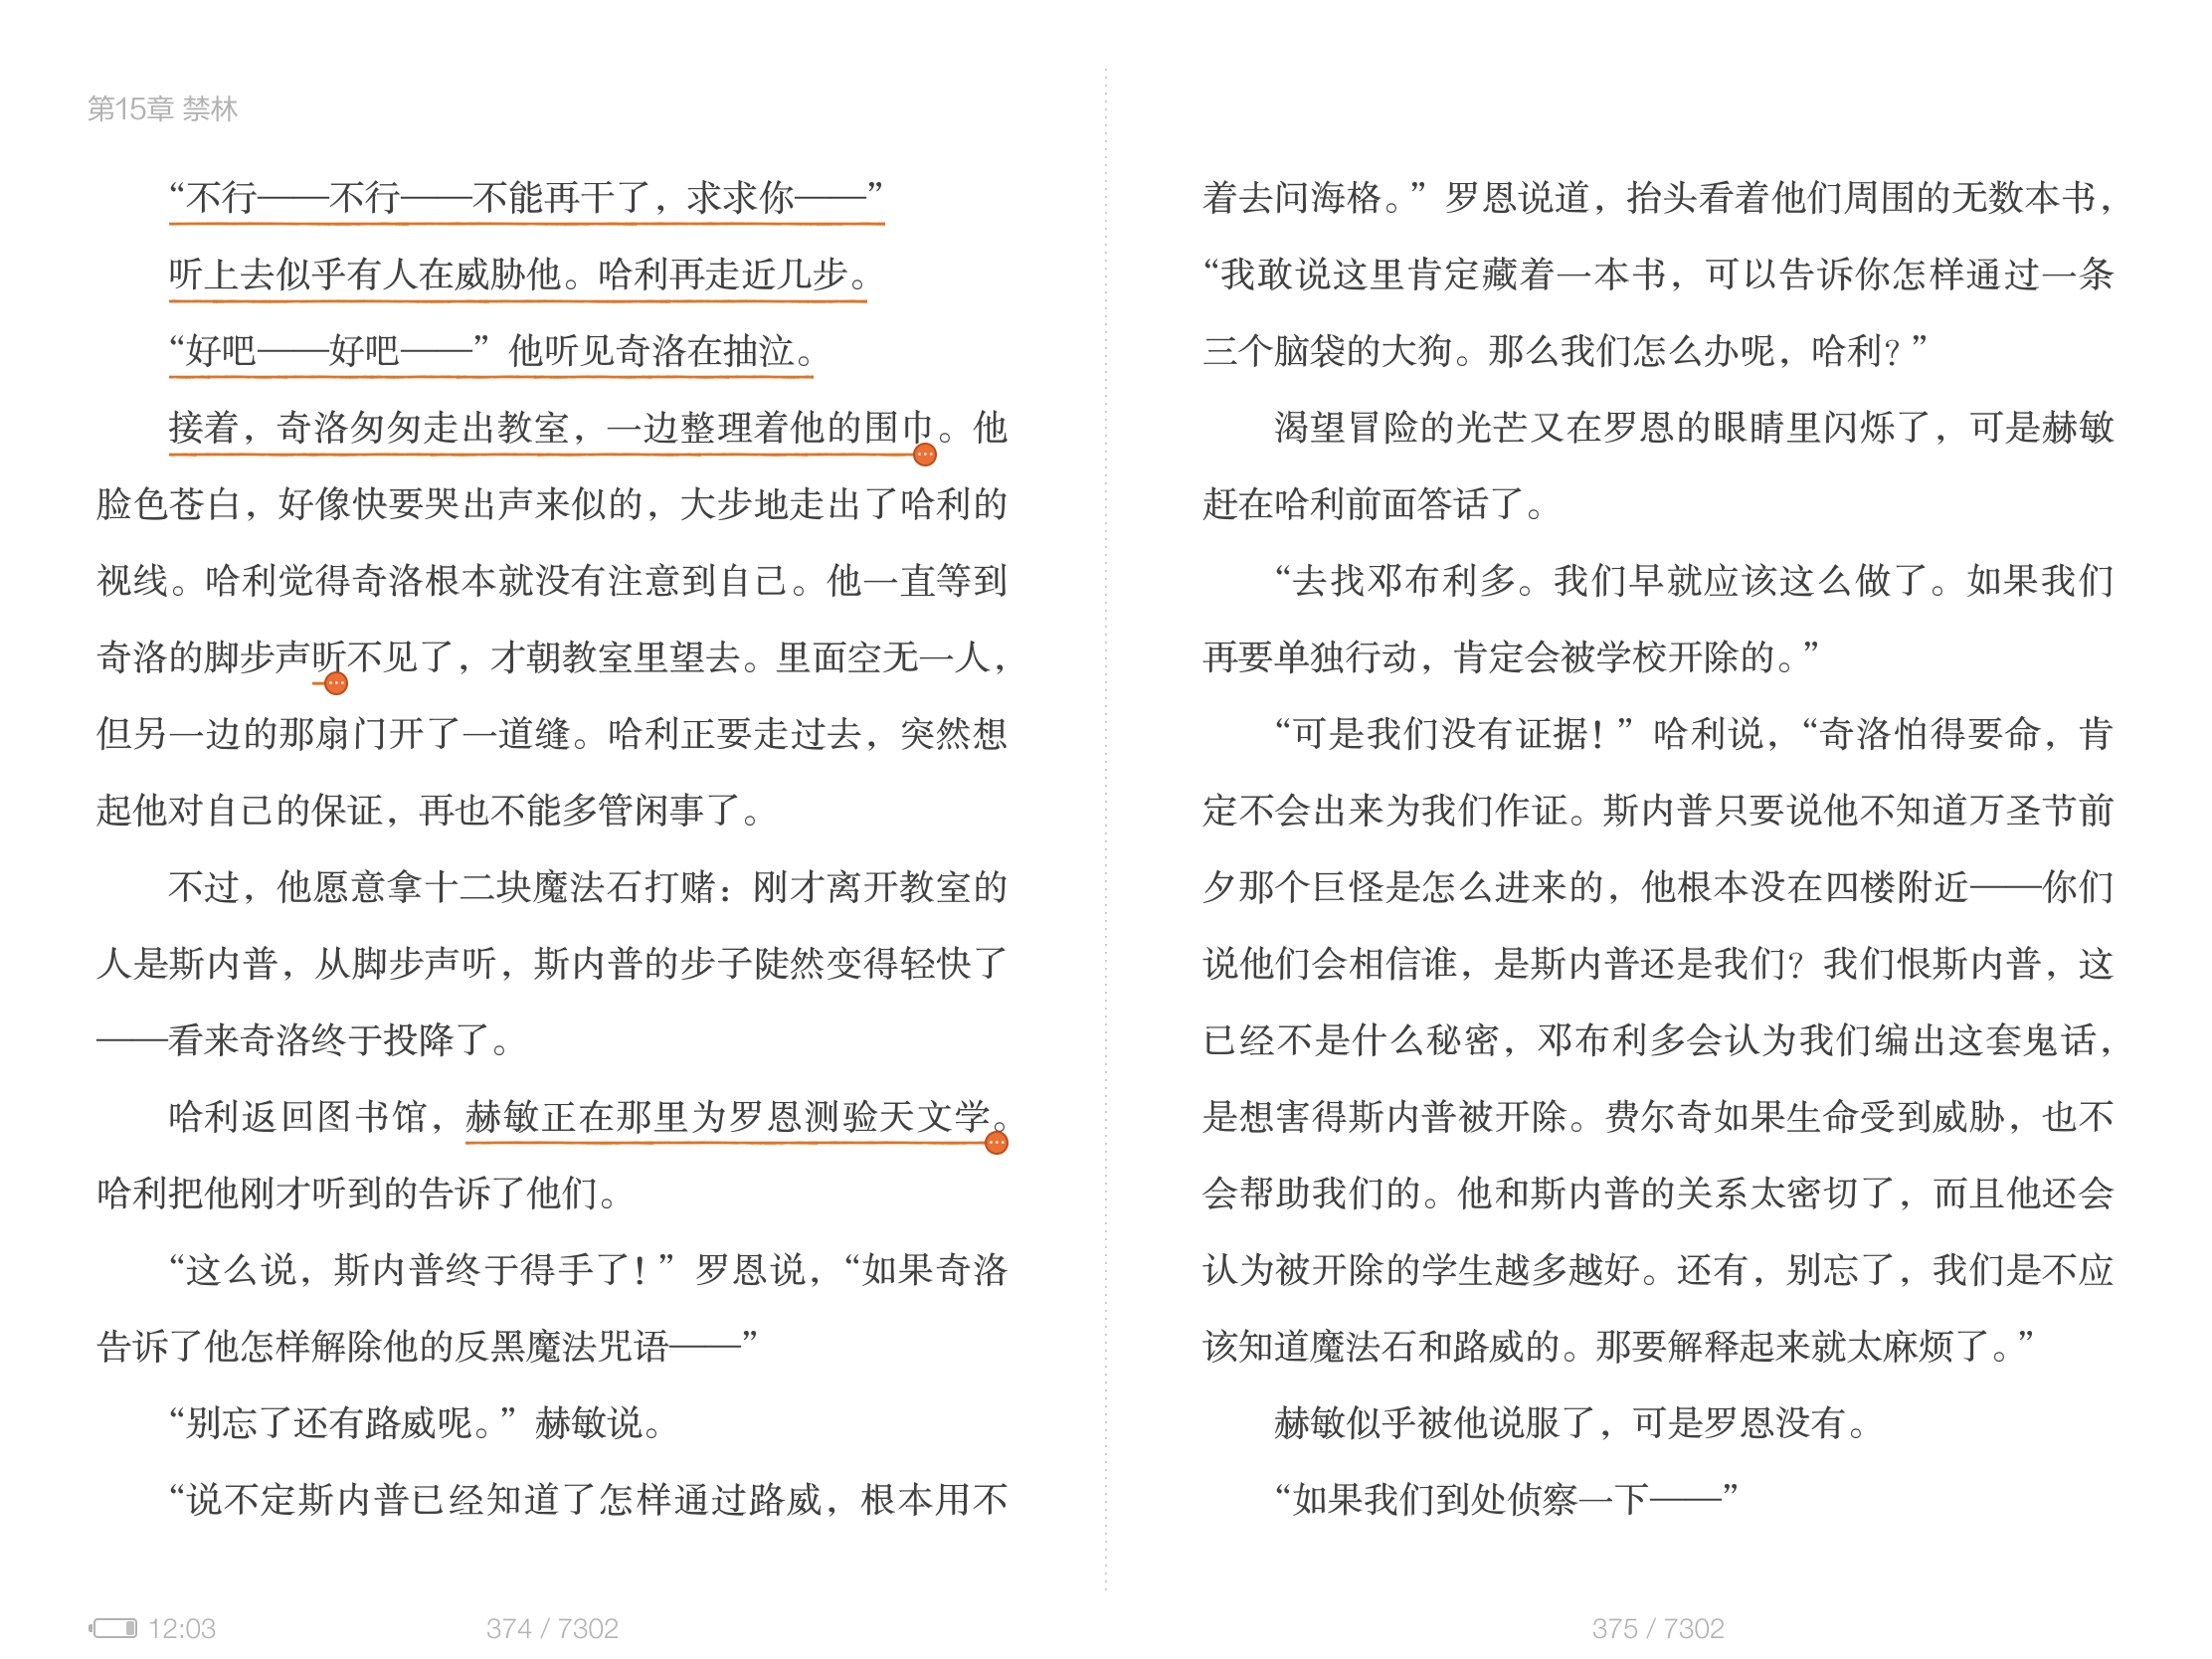 第15章 禁林
“不行——不行——不能再干了，求求你——”
听上去似乎有人在威胁他。哈利再走近几步。
“好吧——好吧——”他听见奇洛在抽泣。
接着，奇洛匆匆走出教室，一边整理着他的围巾。他
脸色苍白，好像快要哭出声来似的，大步地走出了哈利的
视线。哈利觉得奇洛根本就没有注意到自己。他一直等到
奇洛的脚步声听不见了，才朝教室里望去。里面空无一人，
但另一边的那扇门开了一道缝。哈利正要走过去，突然想
起他对自己的保证，再也不能多管闲事了。
不过，他愿意拿十二块魔法石打赌：刚才离开教室的
人是斯内普，从脚步声听，斯内普的步子陡然变得轻快了
——看来奇洛终于投降了。
哈利返回图书馆，赫敏正在那里为罗恩测验天文学。
哈利把他刚才听到的告诉了他们。
“这么说，斯内普终于得手了！”罗恩说，“如果奇洛
告诉了他怎样解除他的反黑魔法咒语——”
“别忘了还有路威呢。”赫敏说。
“说不定斯内普已经知道了怎样通过路威，根本用不
12:03
374 / 7302
着去问海格。”罗恩说道，抬头看着他们周围的无数本书，
“我敢说这里肯定藏着一本书，可以告诉你怎样通过一条
三个脑袋的大狗。那么我们怎么办呢，哈利？”
渴望冒险的光芒又在罗恩的眼睛里闪烁了，可是赫敏
赶在哈利前面答话了。
“去找邓布利多。我们早就应该这么做了。如果我们
再要单独行动，肯定会被学校开除的。”
“可是我们没有证据！”哈利说，“奇洛怕得要命，肯
定不会出来为我们作证。斯内普只要说他不知道万圣节前
夕那个巨怪是怎么进来的，他根本没在四楼附近——你们
说他们会相信谁，是斯内普还是我们？我们恨斯内普，这
已经不是什么秘密，邓布利多会认为我们编出这套鬼话，
是想害得斯内普被开除。费尔奇如果生命受到威胁，也不
会帮助我们的。他和斯内普的关系太密切了，而且他还会
认为被开除的学生越多越好。还有，别忘了，我们是不应
该知道魔法石和路威的。那要解释起来就太麻烦了。”
赫敏似乎被他说服了，可是罗恩没有。
“如果我们到处侦察一下——”
375 / 7302